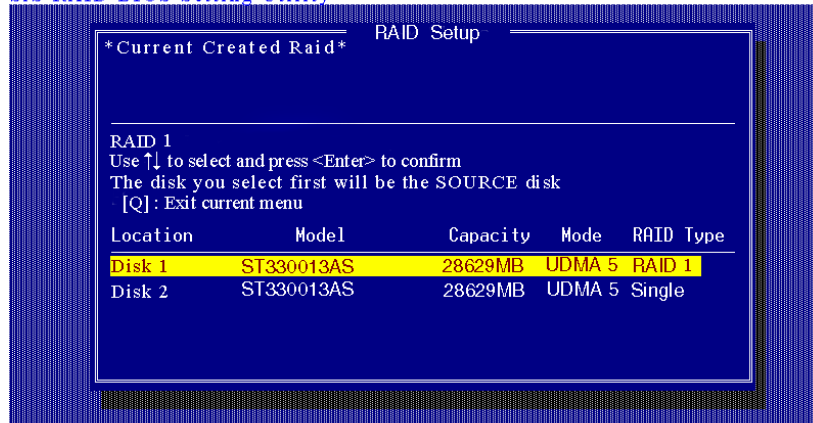 RAID Setup
*Current Created Raid*
RAID 1
Use ↑↓ to select and press <Enter> to confirm
The disk you select first will be the SOURCE disk
[Q] : Exit current menu
Location Model Capacity Mode RAID Type
Disk 1 ST330013AS 28629MB UDMA 5 RAID 1
Disk 2 ST330013AS 28629MB UDMA 5 Single